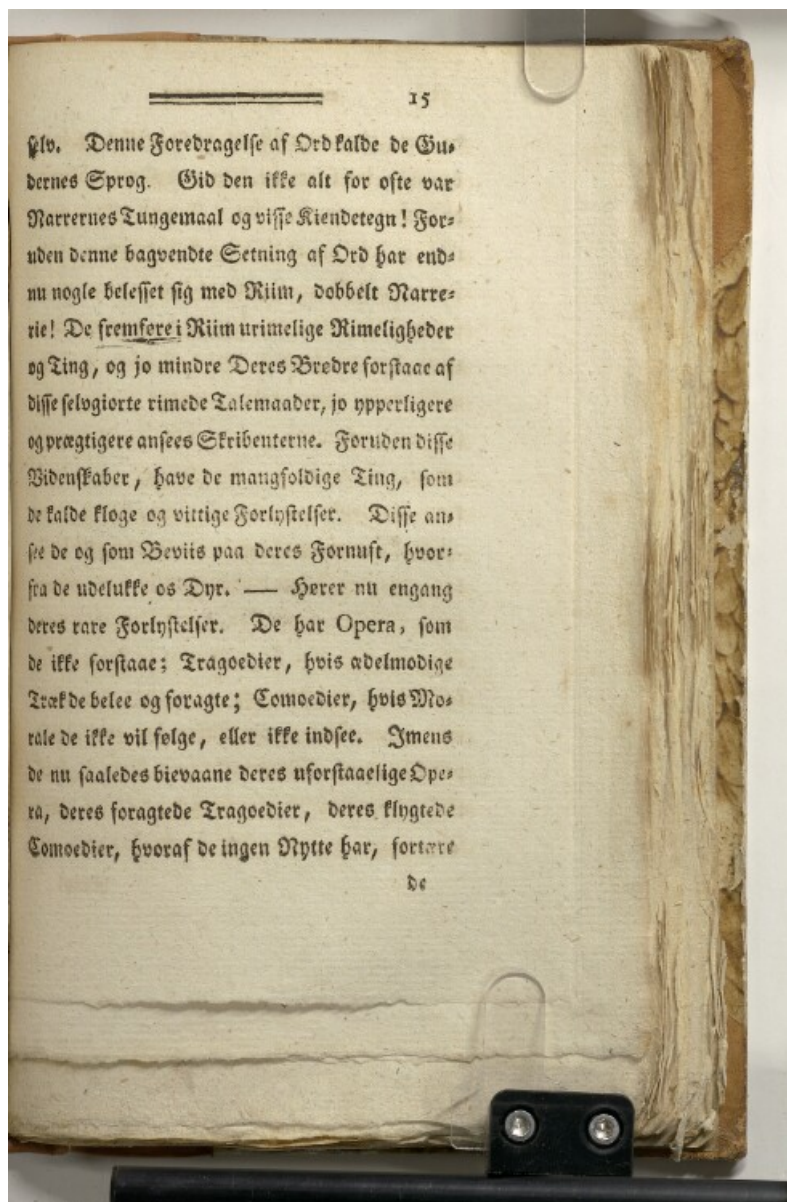 15
selv. Denne Foredragelse af Ord kalde de Gu-
dernes Sprog. Gid den ikke alt for ofte var
Narrernes Tungemaal og visse Kiendetegn! For-
uden denne bagvendte Setning af Ord har end-
nu nogle belesset sig med Riim, dobbelt Narre-
rie! De fremføre i Riim urimelige Rimeligheder
og Ting, og jo mindre Deres Brødre forstaae af
disse selvgiorte rimede Talemaader, jo ypperligere
og prægtigere ansees Skribenterne. Foruden disse
Videnskaber, have de mangfoldige Ting, som
de kalde kloge og vittige Forlystelser. Disse an-
see de og som Beviis paa deres Fornuft, hvor-
fra de udelukke os Dyr. — Hører nu engang
deres rare Forlystelser. De har Opera, som
de ikke forstaae; Tragoedier, hvis ædelmodige
Træk de belee og foragte; Comoedier, hvis Mo-
rale de ikke vil følge, eller ikke indsee. Imens
de nu saaledes bievaane deres uforstaaelige Ope-
ra, deres foragtede Tragoedier, deres klygtede
Comoedier, hvoraf de ingen Nytte har, fortære
de